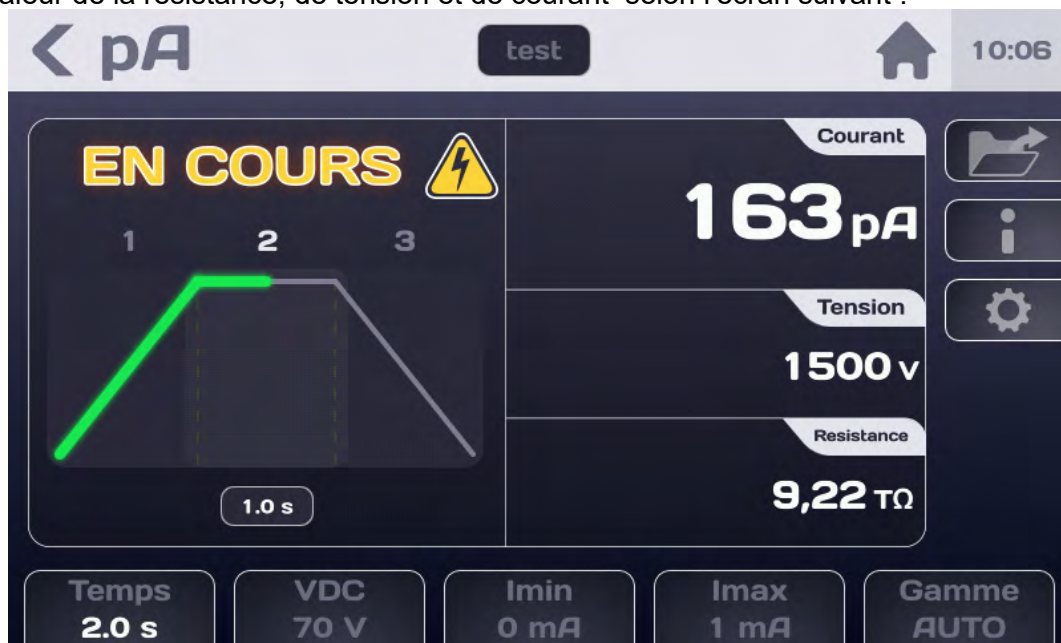 valeur de la résistance, de tension et de courant selon l'écran suivant :
pA
test
10:06
EN COURS
1 2 3
1.0 s
Courant
163 pA
Tension
1500 v
Resistance
9,22 TΩ
Temps
2.0 s
VDC
70 V
Imin
0 mA
Imax
1 mA
Gamme
AUTO